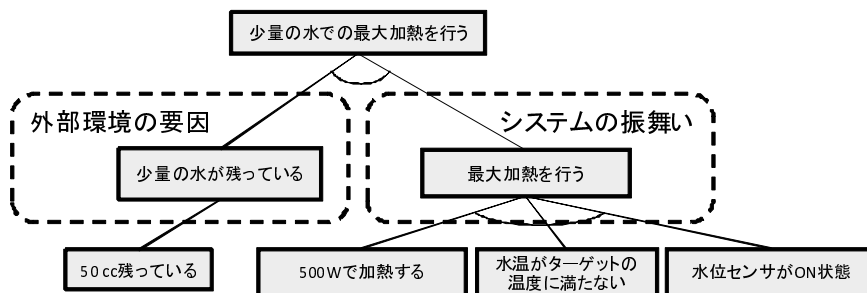 少量の水での最大加熱を行う
外部環境の要因
システムの振舞い
少量の水が残っている
最大加熱を行う
50cc残っている
500Wで加熱する
水温がターゲットの
温度に満たない
水位センサがON状態